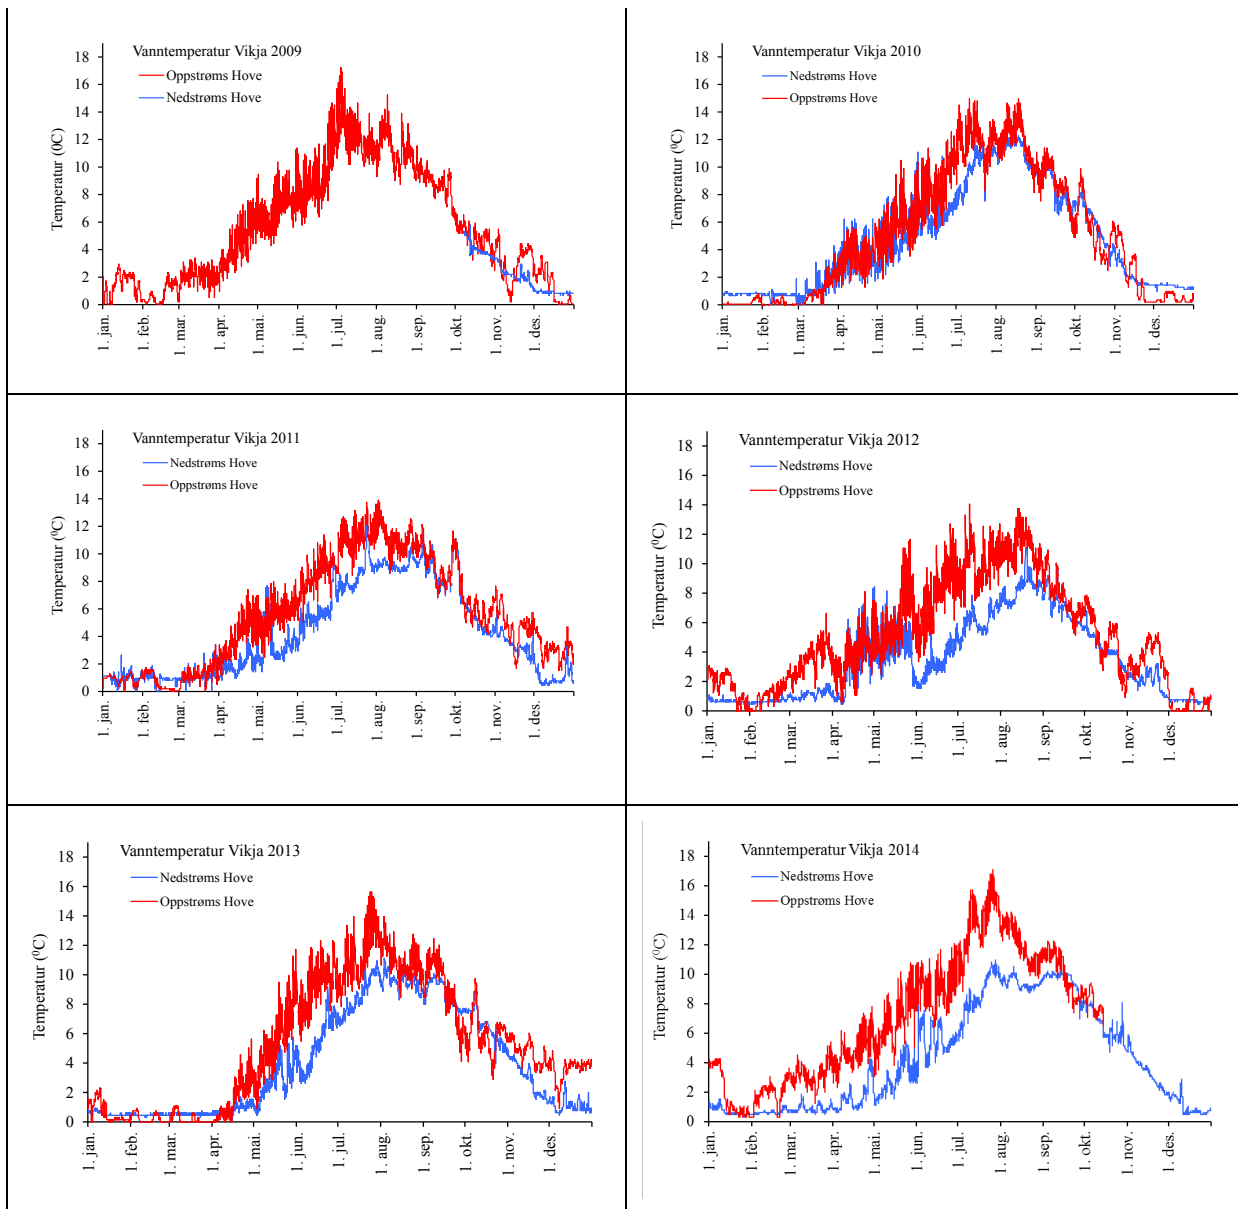 Vanntemperatur Vikja 2009
Oppstrøms Hove
Nedstrøms Hove
Temperatur (0C)
18
16
14
12
10
8
6
4
2
0
1. jan.
1. feb.
1. mar.
1. apr.
1. mai.
1. jun.
1. jul.
1. aug.
1. sep.
1. okt.
1. nov.
1. des.
Vanntemperatur Vikja 2010
Nedstrøms Hove
Oppstrøms Hove
Temperatur (⁰C)
18
16
14
12
10
8
6
4
2
0
1. jan.
1. feb.
1. mar.
1. apr.
1. mai.
1. jun.
1. jul.
1. aug.
1. sep.
1. okt.
1. nov.
1. des.
Vanntemperatur Vikja 2011
Nedstrøms Hove
Oppstrøms Hove
Temperatur (⁰C)
18
16
14
12
10
8
6
4
2
0
1. jan.
1. feb.
1. mar.
1. apr.
1. mai.
1. jun.
1. jul.
1. aug.
1. sep.
1. okt.
1. nov.
1. des.
Vanntemperatur Vikja 2012
Nedstrøms Hove
Oppstrøms Hove
Temperatur (⁰C)
18
16
14
12
10
8
6
4
2
0
1. jan.
1. feb.
1. mar.
1. apr.
1. mai.
1. jun.
1. jul.
1. aug.
1. sep.
1. okt.
1. nov.
1. des.
Vanntemperatur Vikja 2013
Nedstrøms Hove
Oppstrøms Hove
Temperatur (⁰C)
18
16
14
12
10
8
6
4
2
0
1. jan.
1. feb.
1. mar.
1. apr.
1. mai.
1. jun.
1. jul.
1. aug.
1. sep.
1. okt.
1. nov.
1. des.
Vanntemperatur Vikja 2014
Nedstrøms Hove
Oppstrøms Hove
Temperatur (⁰C)
18
16
14
12
10
8
6
4
2
0
1. jan.
1. feb.
1. mar.
1. apr.
1. mai.
1. jun.
1. jul.
1. aug.
1. sep.
1. okt.
1. nov.
1. des.